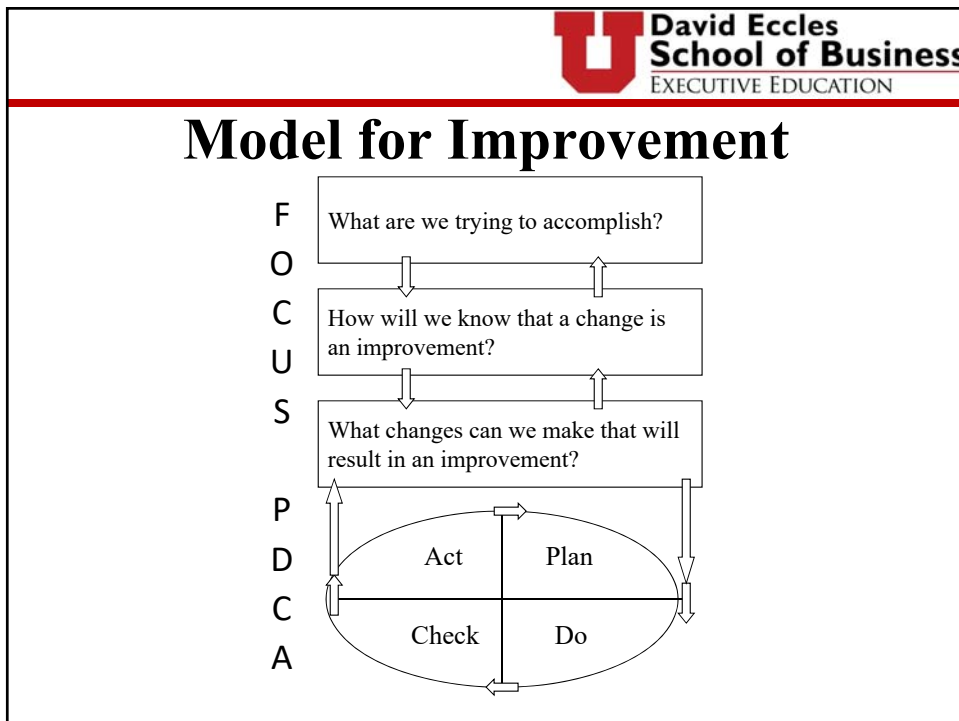 David Eccles
School of Business
EXECUTIVE EDUCATION
Model for Improvement
F
O
C
U
S
What are we trying to accomplish?
How will we know that a change is
an improvement?
What changes can we make that will
result in an improvement?
P
D
C
A
Act Plan
Check Do